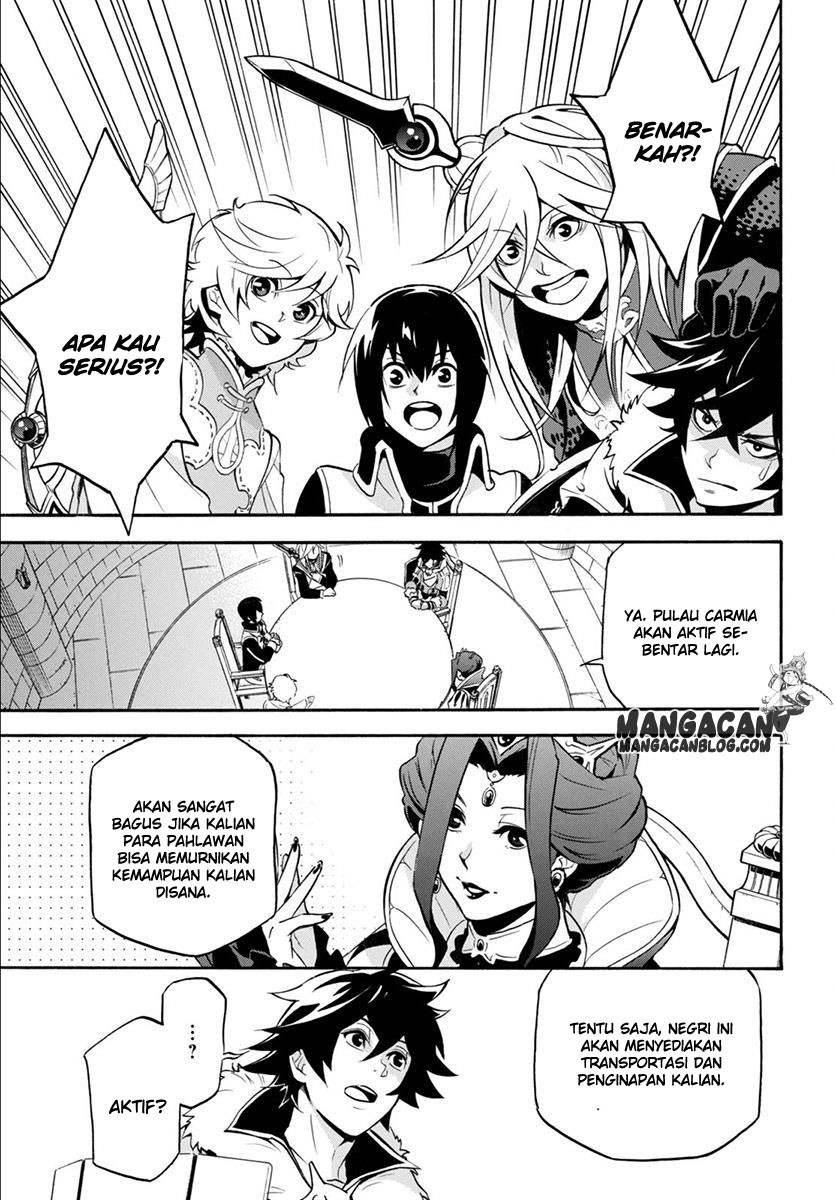 BENAR-
KAH?!
APA KAU
SERIUS?!
YA. PULAU CARMIA
AKAN AKTIF SE-
BENTAR LAGI.
MANGACAN
MANGACANBLOG.COM
AKAN SANGAT
BAGUS JIKA KALIAN
PARA PAHLAWAN
BISA MEMURNIKAN
KEMAMPUAN KALIAN
DISANA.
TENTU SAJA, NEGRI INI
AKAN MENYEDIAKAN
TRANSPORTASI DAN
PENGINAPAN KALIAN.
...?
AKTIF?